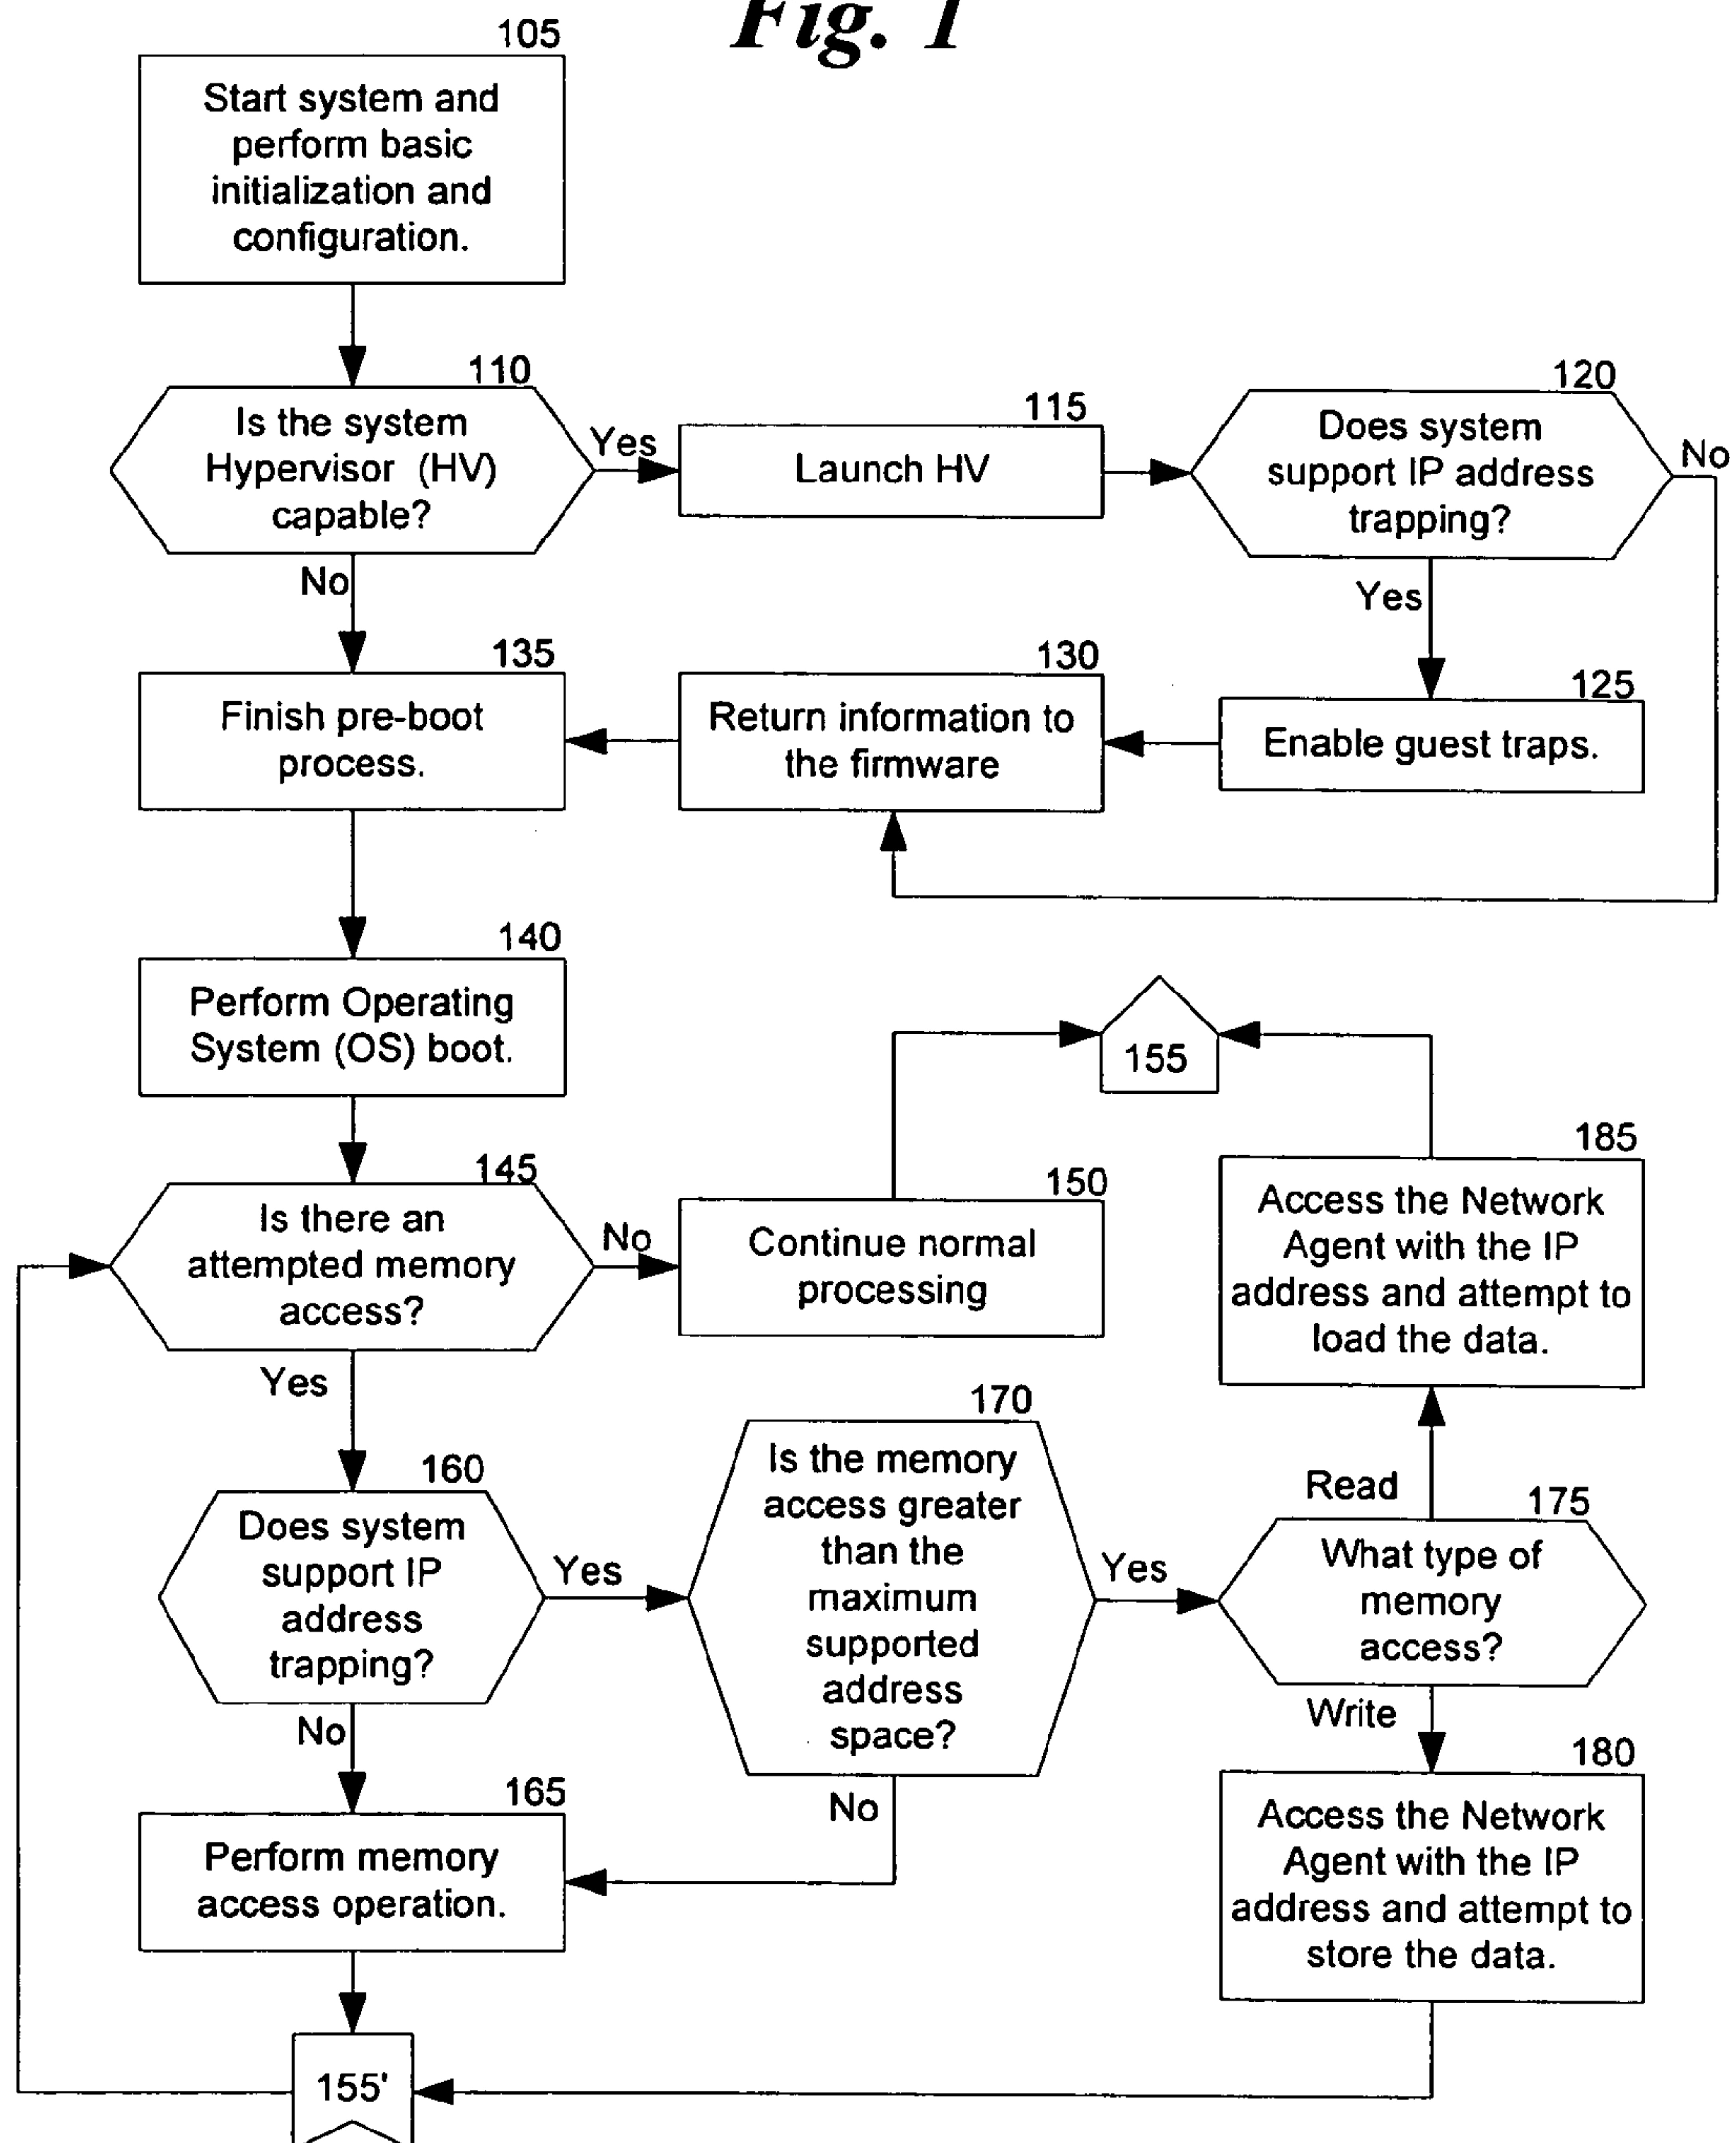 Fig. 1
105
Start system and
perform basic
initialization and
configuration.
110
Is the system
Hypervisor (HV)
capable?
Yes
No
115
Launch HV
120
Does system
support IP address
trapping?
No
Yes
125
Enable guest traps.
130
Return information to
the firmware
135
Finish pre-boot
process.
140
Perform Operating
System (OS) boot.
145
Is there an
attempted memory
access?
No
Yes
150
Continue normal
processing
155
185
Access the Network
Agent with the IP
address and attempt to
load the data.
160
Does system
support IP
address
trapping?
Yes
No
170
Is the memory
access greater
than the
maximum
supported
address
space?
Yes
No
Read
175
What type of
memory
access?
Write
165
Perform memory
access operation.
180
Access the Network
Agent with the IP
address and attempt to
store the data.
155'